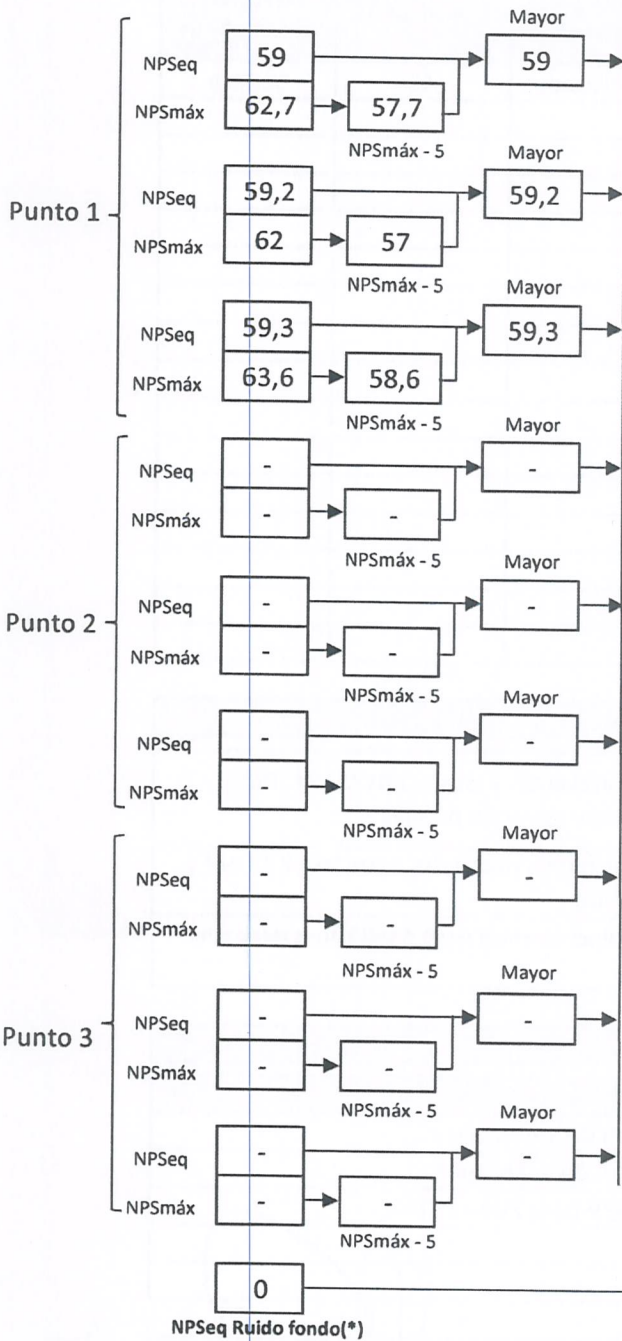 Mayor
NPSeq 59 59
NPSmáx 62,7 57,7
NPSmáx - 5
Mayor
Punto 1
NPSeq 59,2 59,2
NPSmáx 62 57
NPSmáx - 5
Mayor
NPSeq 59,3 59,3
NPSmáx 63,6 58,6
NPSmáx - 5
Mayor
NPSeq - -
NPSmáx - -
NPSmáx - 5
Mayor
Punto 2
NPSeq - -
NPSmáx - -
NPSmáx - 5
Mayor
NPSeq - -
NPSmáx - -
NPSmáx - 5
Mayor
NPSeq - -
NPSmáx - -
NPSmáx - 5
Mayor
Punto 3
NPSeq - -
NPSmáx - -
NPSmáx - 5
Mayor
NPSeq - -
NPSmáx - -
NPSmáx - 5
0
NPSeq Ruido fondo(*)